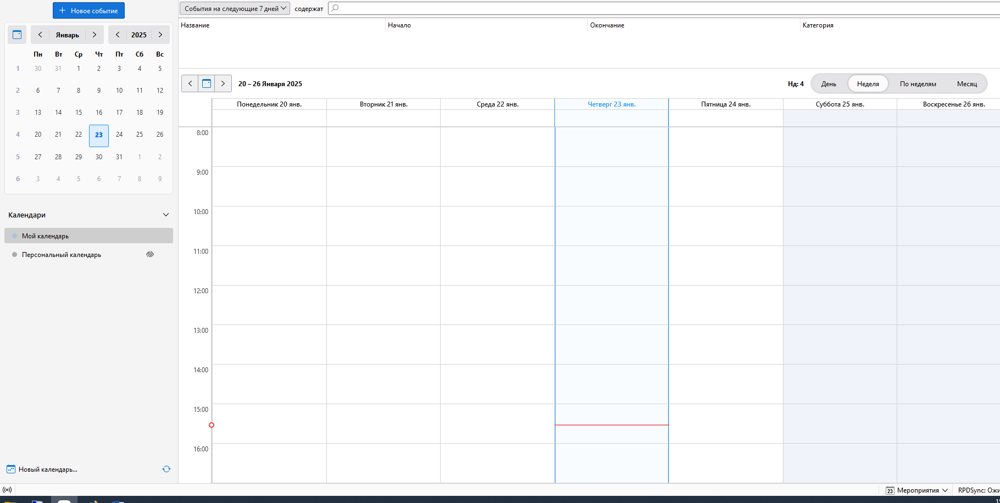 Новое событие
Январь 2025
Пн Вт Ср Чт Пт Сб Вс
1 30 31 1 2 3 4 5
2 6 7 8 9 10 11 12
3 13 14 15 16 17 18 19
4 20 21 22 23 24 25 26
5 27 28 29 30 31 1 2
6 3 4 5 6 7 8 9
Календари
Мой календарь
Персональный календарь
Новый календарь...
События на следующие 7 дней содержат
Название Начало Окончание Категория
20 – 26 Января 2025 Нд: 4 День Неделя По неделям Месяц
Понедельник 20 янв. Вторник 21 янв. Среда 22 янв. Четверг 23 янв. Пятница 24 янв. Суббота 25 янв. Воскресенье 26 янв.
8:00
9:00
10:00
11:00
12:00
13:00
14:00
15:00
16:00
23 Мероприятия RPDSync: